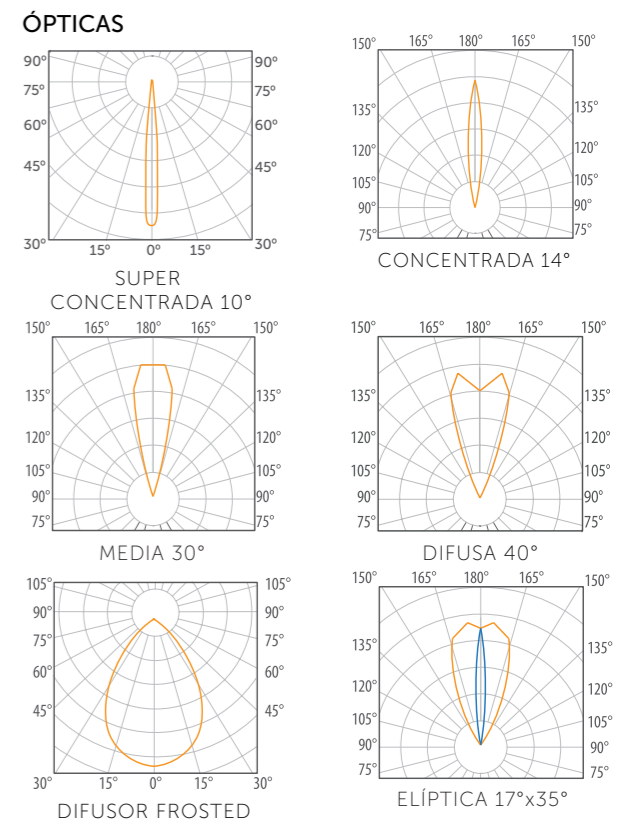 ÓPTICAS
90° 90°
75° 75°
60° 60°
45° 45°
30° 15° 0° 15° 30°
SUPER
CONCENTRADA 10°
150° 165° 180° 165° 150°
135° 135°
120° 120°
105° 105°
90° 90°
75° 75°
CONCENTRADA 14°
150° 165° 180° 165° 150°
135° 135°
120° 120°
105° 105°
90° 90°
75° 75°
MEDIA 30°
150° 165° 180° 165° 150°
135° 135°
120° 120°
105° 105°
90° 90°
75° 75°
DIFUSA 40°
105° 105°
90° 90°
75° 75°
60° 60°
45° 45°
30° 15° 0° 15° 30°
DIFUSOR FROSTED
150° 165° 180° 165° 150°
135° 135°
120° 120°
105° 105°
90° 90°
75° 75°
ELÍPTICA 17°x35°